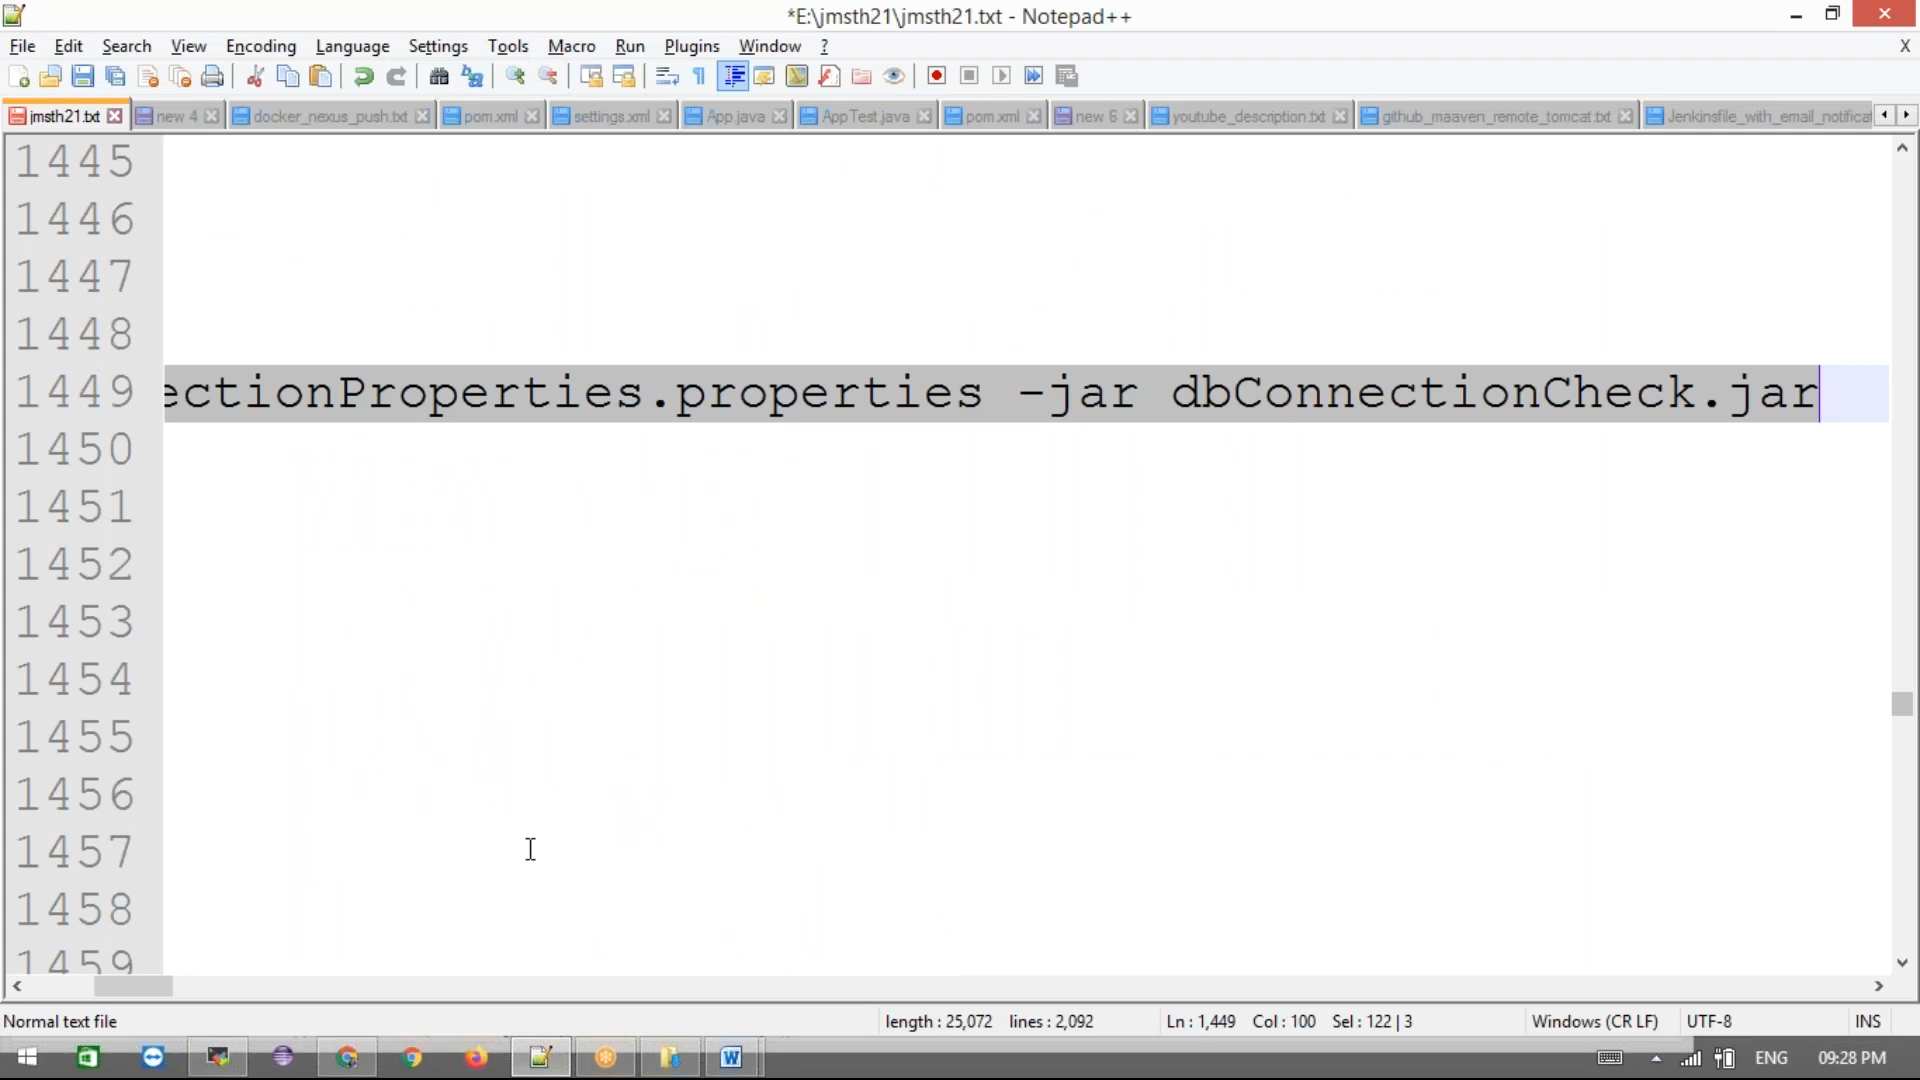 *E:\jmsth21\jmsth21.txt - Notepad++
File Edit Search View Encoding Language Settings Tools Macro Run Plugins Window ? X
jmsth21.txt new 4 docker_nexus_push.txt pom.xml settings.xml App.java AppTest.java pom.xml new 6 youtube_description.txt github_maaven_remote_tomcat.txt Jenkinsfile_with_email_notificat
1445
1446
1447
1448
1449 ectionProperties.properties -jar dbConnectionCheck.jar
1450
1451
1452
1453
1454
1455
1456
1457
1458
1459
Normal text file length : 25,072 lines : 2,092 Ln : 1,449 Col : 100 Sel : 122 | 3 Windows (CR LF) UTF-8 INS
ENG 09:28 PM